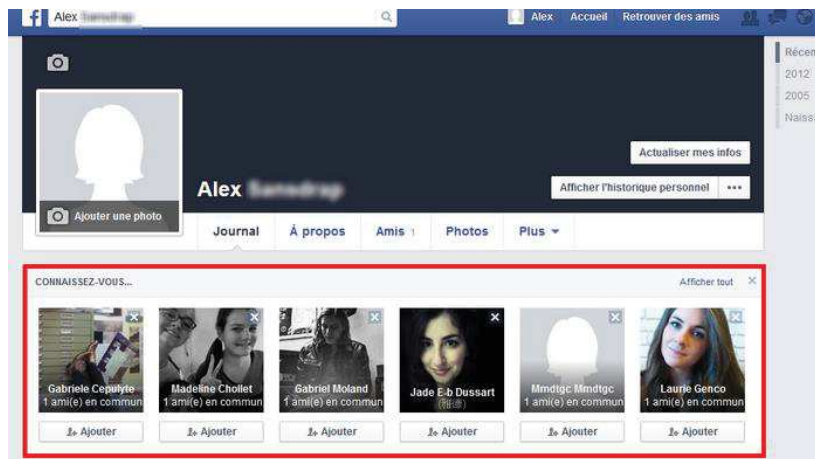 f Alex
Alex Accueil Retrouver des amis
Récen
2012
2005
Naiss
Actualiser mes infos
Alex
Afficher l'historique personnel •••
Ajouter une photo
Journal À propos Amis 1 Photos Plus
CONNAISSEZ-VOUS... Afficher tout ×
Gabriele Cepulyte
1 ami(e) en commun
Ajouter
Madeline Chollet
1 ami(e) en commun
Ajouter
Gabriel Moland
1 ami(e) en commun
Ajouter
Jade E-b Dussart
Ajouter
Mmdtgc Mmdtgc
1 ami(e) en commun
Ajouter
Laurie Genco
1 ami(e) en commun
Ajouter